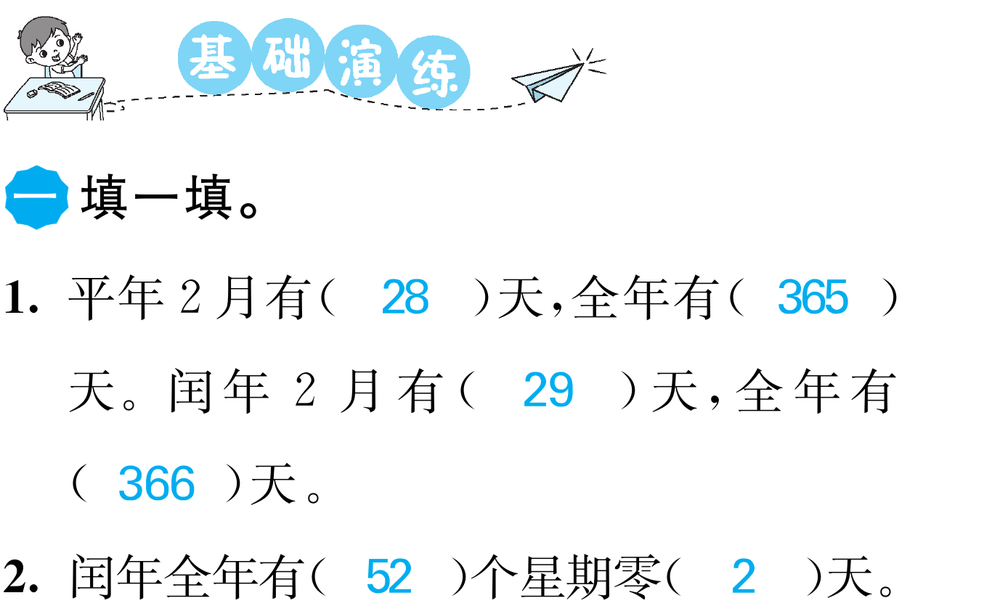 基础演练
一 填一填。
1. 平年2月有( 28 )天,全年有( 365 )
天。闰年2月有( 29 )天,全年有
( 366 )天。
2. 闰年全年有( 52 )个星期零( 2 )天。